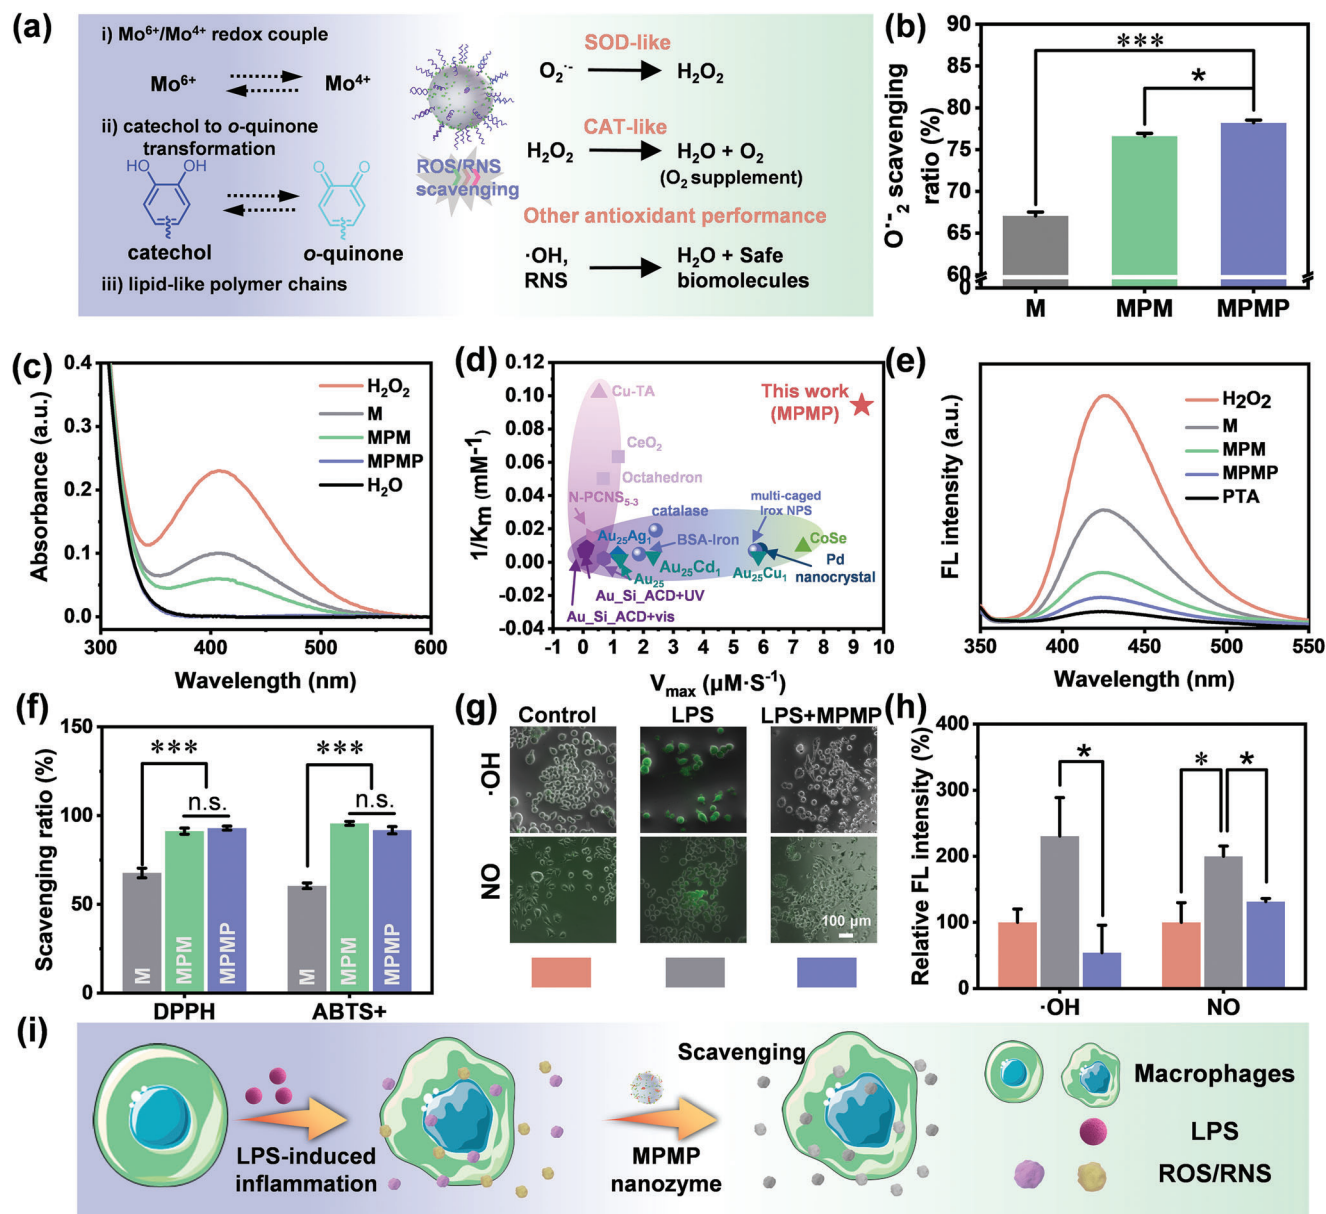 (a)
i) Mo⁶⁺/Mo⁴⁺ redox couple
Mo⁶⁺
Mo⁴⁺
ii) catechol to o-quinone
transformation
HO
OH
O
O
catechol
o-quinone
iii) lipid-like polymer chains
ROS/RNS
scavenging
SOD-like
O₂˙⁻
H₂O₂
CAT-like
H₂O₂
H₂O + O₂
(O₂ supplement)
Other antioxidant performance
·OH,
RNS
H₂O + Safe
biomolecules
(b)
O˙⁻₂ scavenging
ratio (%)
90
85
80
75
70
65
60
0
***
*
M
MPM
MPMP
(c)
Absorbance (a.u.)
0.4
0.3
0.2
0.1
0.0
H₂O₂
M
MPM
MPMP
H₂O
300
400
500
600
Wavelength (nm)
(d)
1/Km (mM⁻¹)
0.12
0.10
0.08
0.06
0.04
0.02
0.00
-0.02
-0.04
Cu-TA
This work
(MPMP)
CeO₂
Octahedron
N-PCNS₅₋₃
catalase
multi-caged
Irox NPS
Au₂₅Ag₁
BSA-Iron
CoSe
Au₂₅
Au₂₅Cd₁
Au₂₅Cu₁
Pd
nanocrystal
Au_Si_ACD+UV
Au_Si_ACD+vis
-1 0 1 2 3 4 5 6 7 8 9 10
Vmax (μM·S⁻¹)
(e)
FL intensity (a.u.)
H₂O₂
M
MPM
MPMP
PTA
350
400
450
500
550
Wavelength (nm)
(f)
Scavenging ratio (%)
150
100
50
0
***
***
n.s.
n.s.
M
MPM
MPMP
M
MPM
MPMP
DPPH
ABTS+
(g)
Control
LPS
LPS+MPMP
·OH
NO
100 μm
(h)
Relative FL intensity (%)
400
300
200
100
0
*
*
*
·OH
NO
(i)
LPS-induced
inflammation
MPMP
nanozyme
Scavenging
Macrophages
LPS
ROS/RNS